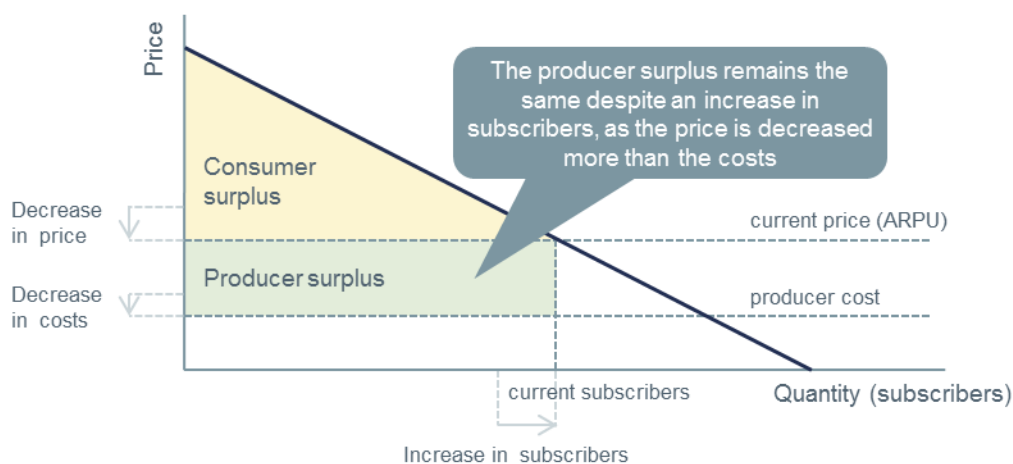 Price
The producer surplus remains the
same despite an increase in
subscribers, as the price is decreased
more than the costs
Consumer
surplus
Decrease
in price
current price (ARPU)
Producer surplus
Decrease
in costs
producer cost
current subscribers
Quantity (subscribers)
Increase in subscribers